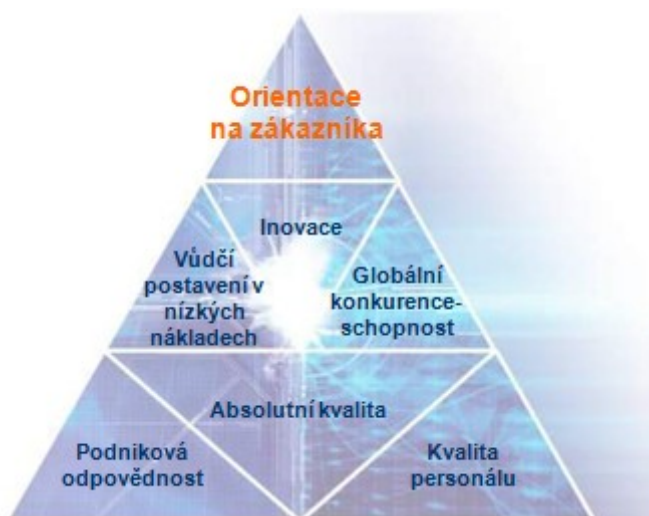 Orientace
na zákazníka
Inovace
Vůdčí
postavení v
nízkých
nákladech
Globální
konkurence-
schopnost
Absolutní kvalita
Podniková
odpovědnost
Kvalita
personálu